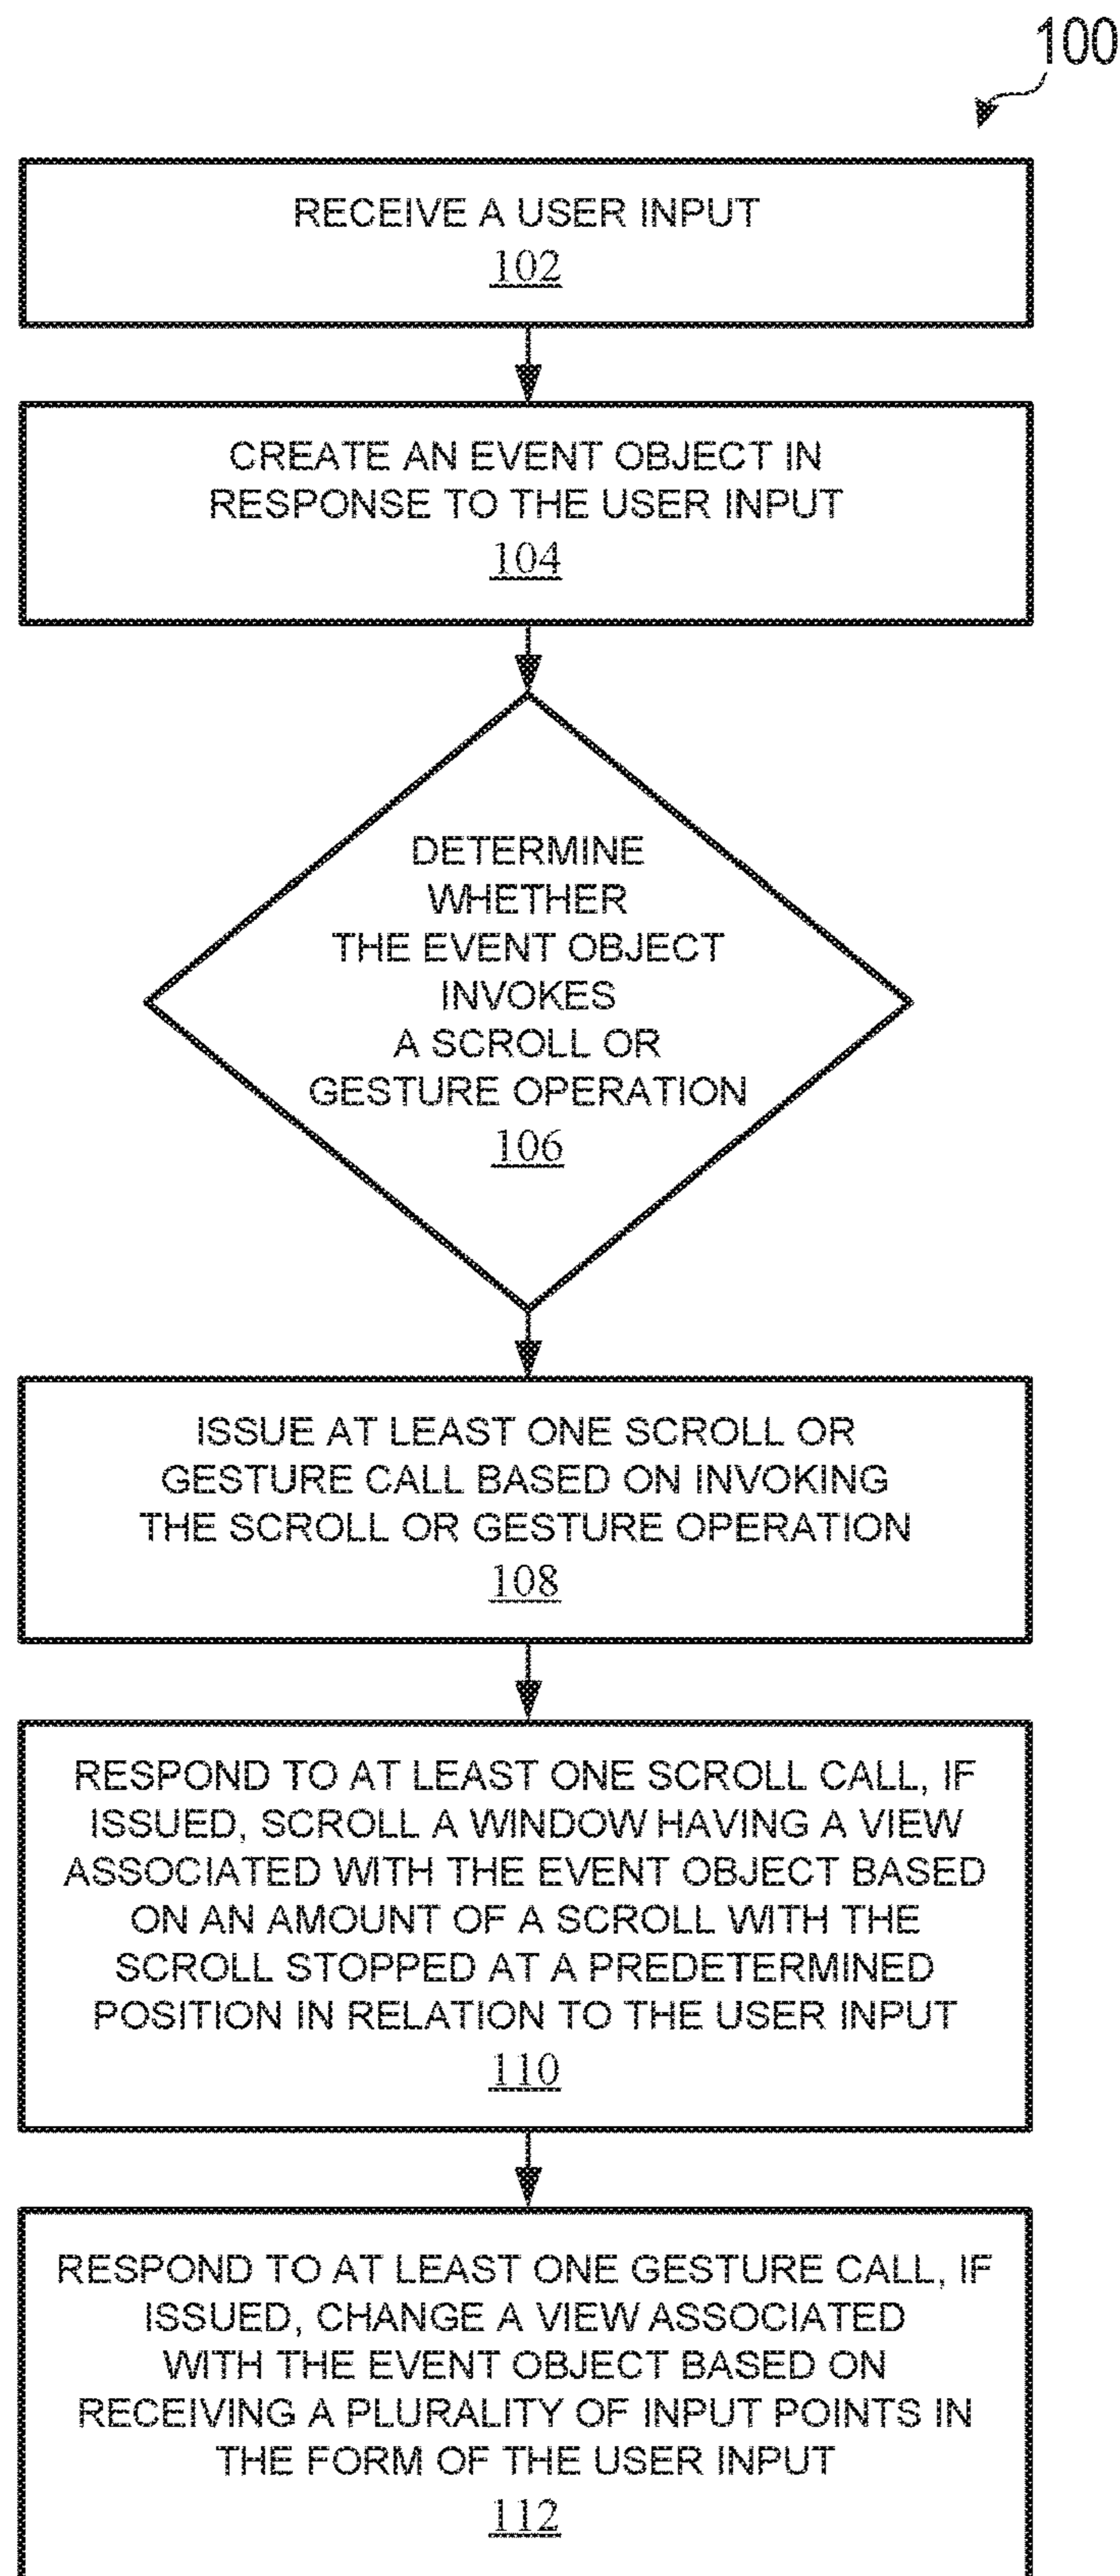 100
RECEIVE A USER INPUT
102
CREATE AN EVENT OBJECT IN
RESPONSE TO THE USER INPUT
104
DETERMINE
WHETHER
THE EVENT OBJECT
INVOKES
A SCROLL OR
GESTURE OPERATION
106
ISSUE AT LEAST ONE SCROLL OR
GESTURE CALL BASED ON INVOKING
THE SCROLL OR GESTURE OPERATION
108
RESPOND TO AT LEAST ONE SCROLL CALL, IF
ISSUED, SCROLL A WINDOW HAVING A VIEW
ASSOCIATED WITH THE EVENT OBJECT BASED
ON AN AMOUNT OF A SCROLL WITH THE
SCROLL STOPPED AT A PREDETERMINED
POSITION IN RELATION TO THE USER INPUT
110
RESPOND TO AT LEAST ONE GESTURE CALL, IF
ISSUED, CHANGE A VIEW ASSOCIATED
WITH THE EVENT OBJECT BASED ON
RECEIVING A PLURALITY OF INPUT POINTS IN
THE FORM OF THE USER INPUT
112